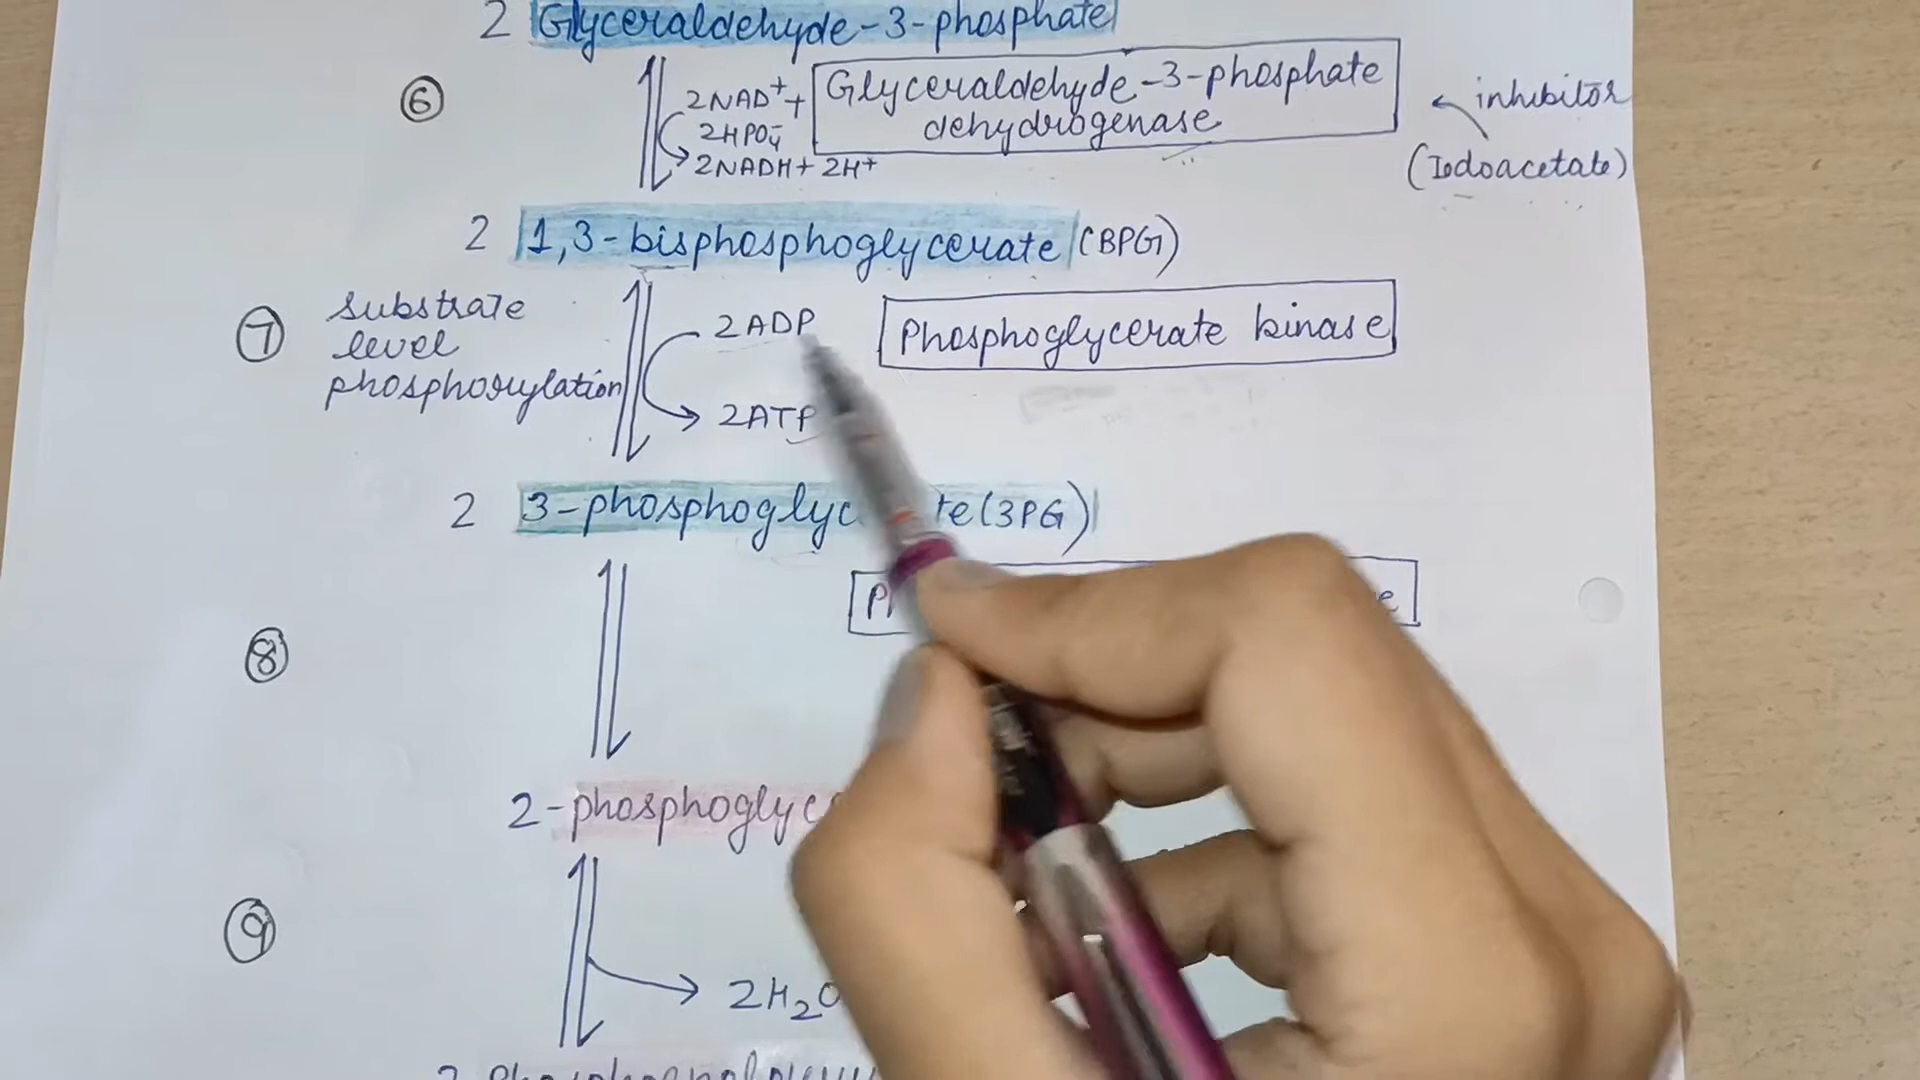 2 Glyceraldehyde-3-phosphate
6
2NAD⁺+
2HPO₄⁻
2NADH + 2H⁺
Glyceraldehyde-3-phosphate
dehydrogenase
inhibitor
(Iodoacetate)
2 1,3-bisphosphoglycerate (BPG)
7
substrate
level
phosphorylation
2ADP
2ATP
Phosphoglycerate kinase
2 3-phosphoglyc te(3PG)
8
2-phosphoglyc
9
2H₂O